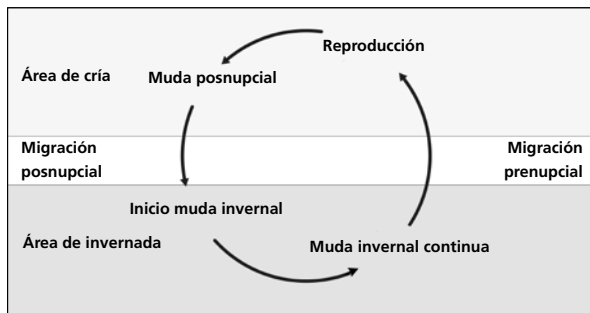 Reproducción
Área de cría
Muda posnupcial
Migración
posnupcial
Migración
prenupcial
Inicio muda invernal
Área de invernada
Muda invernal continua